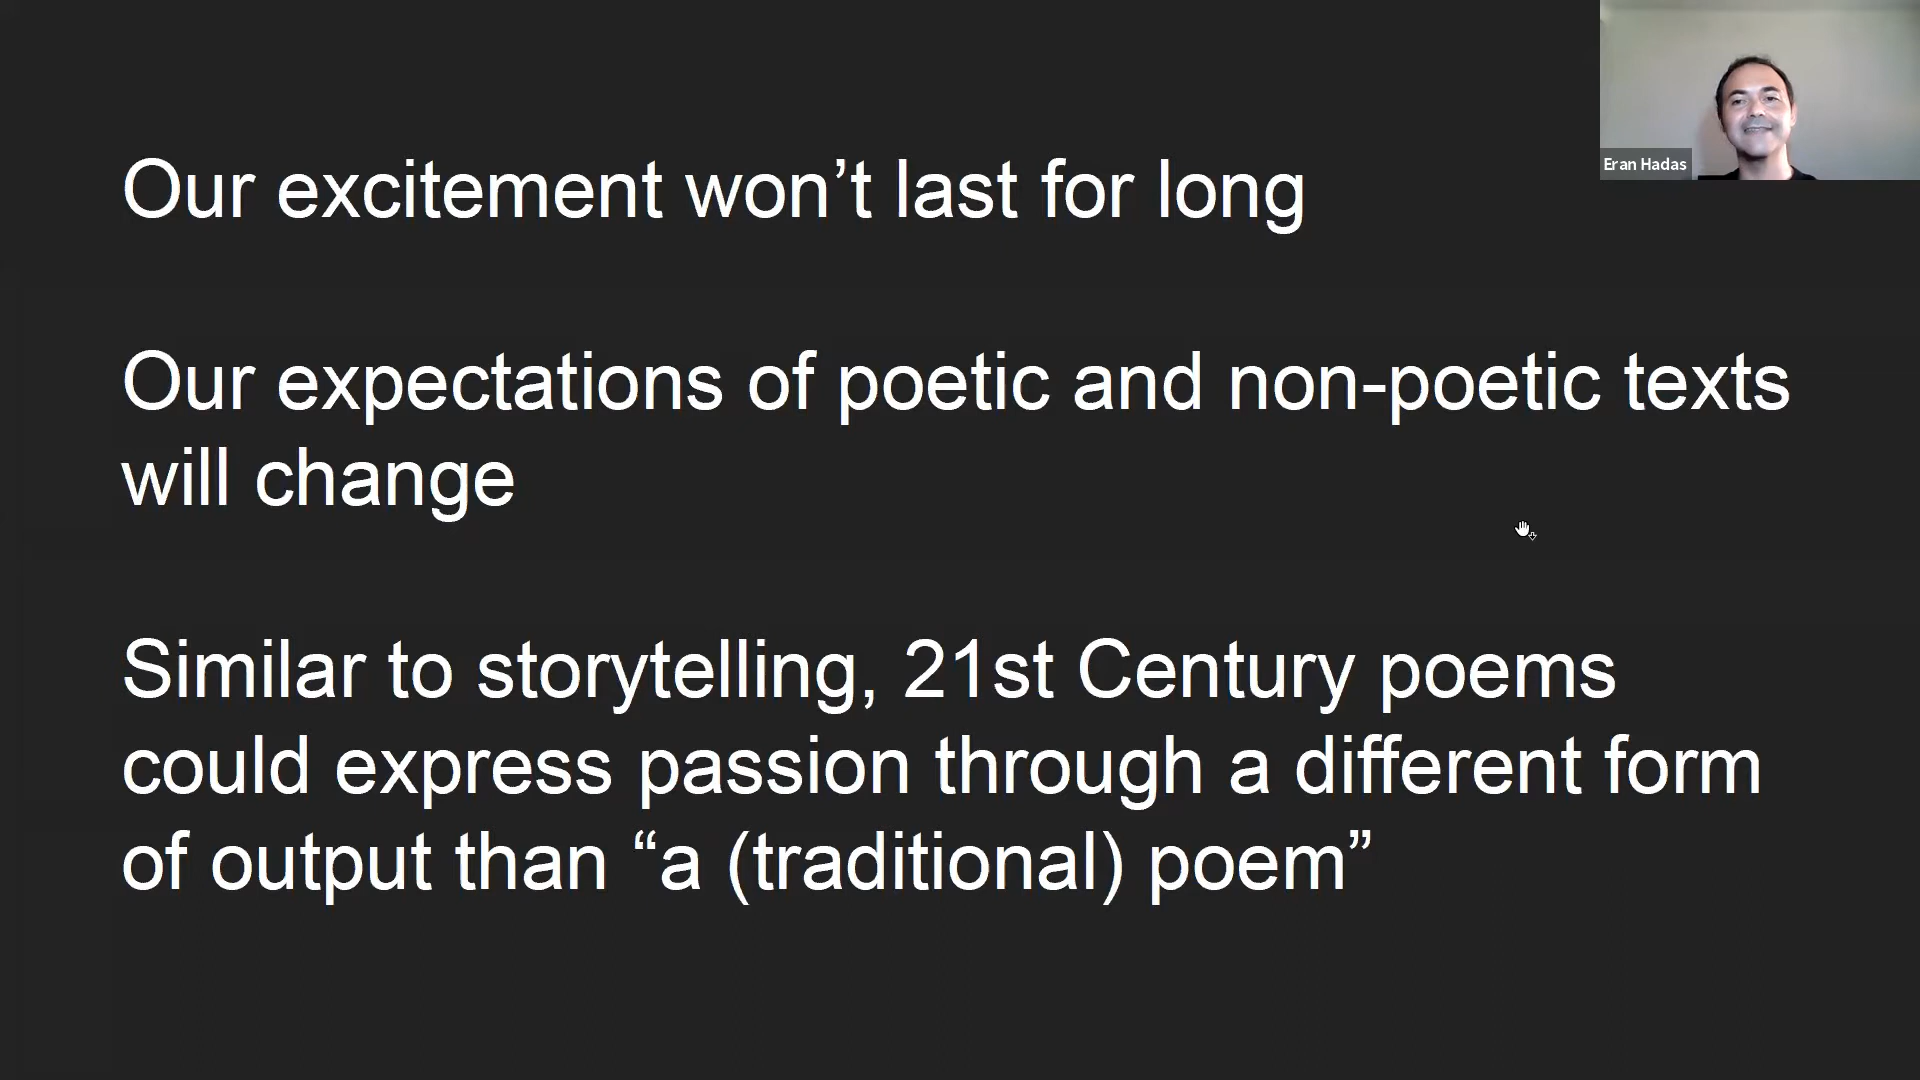 Our excitement won’t last for long
Our expectations of poetic and non-poetic texts
will change
Similar to storytelling, 21st Century poems
could express passion through a different form
of output than “a (traditional) poem”
Eran Hadas